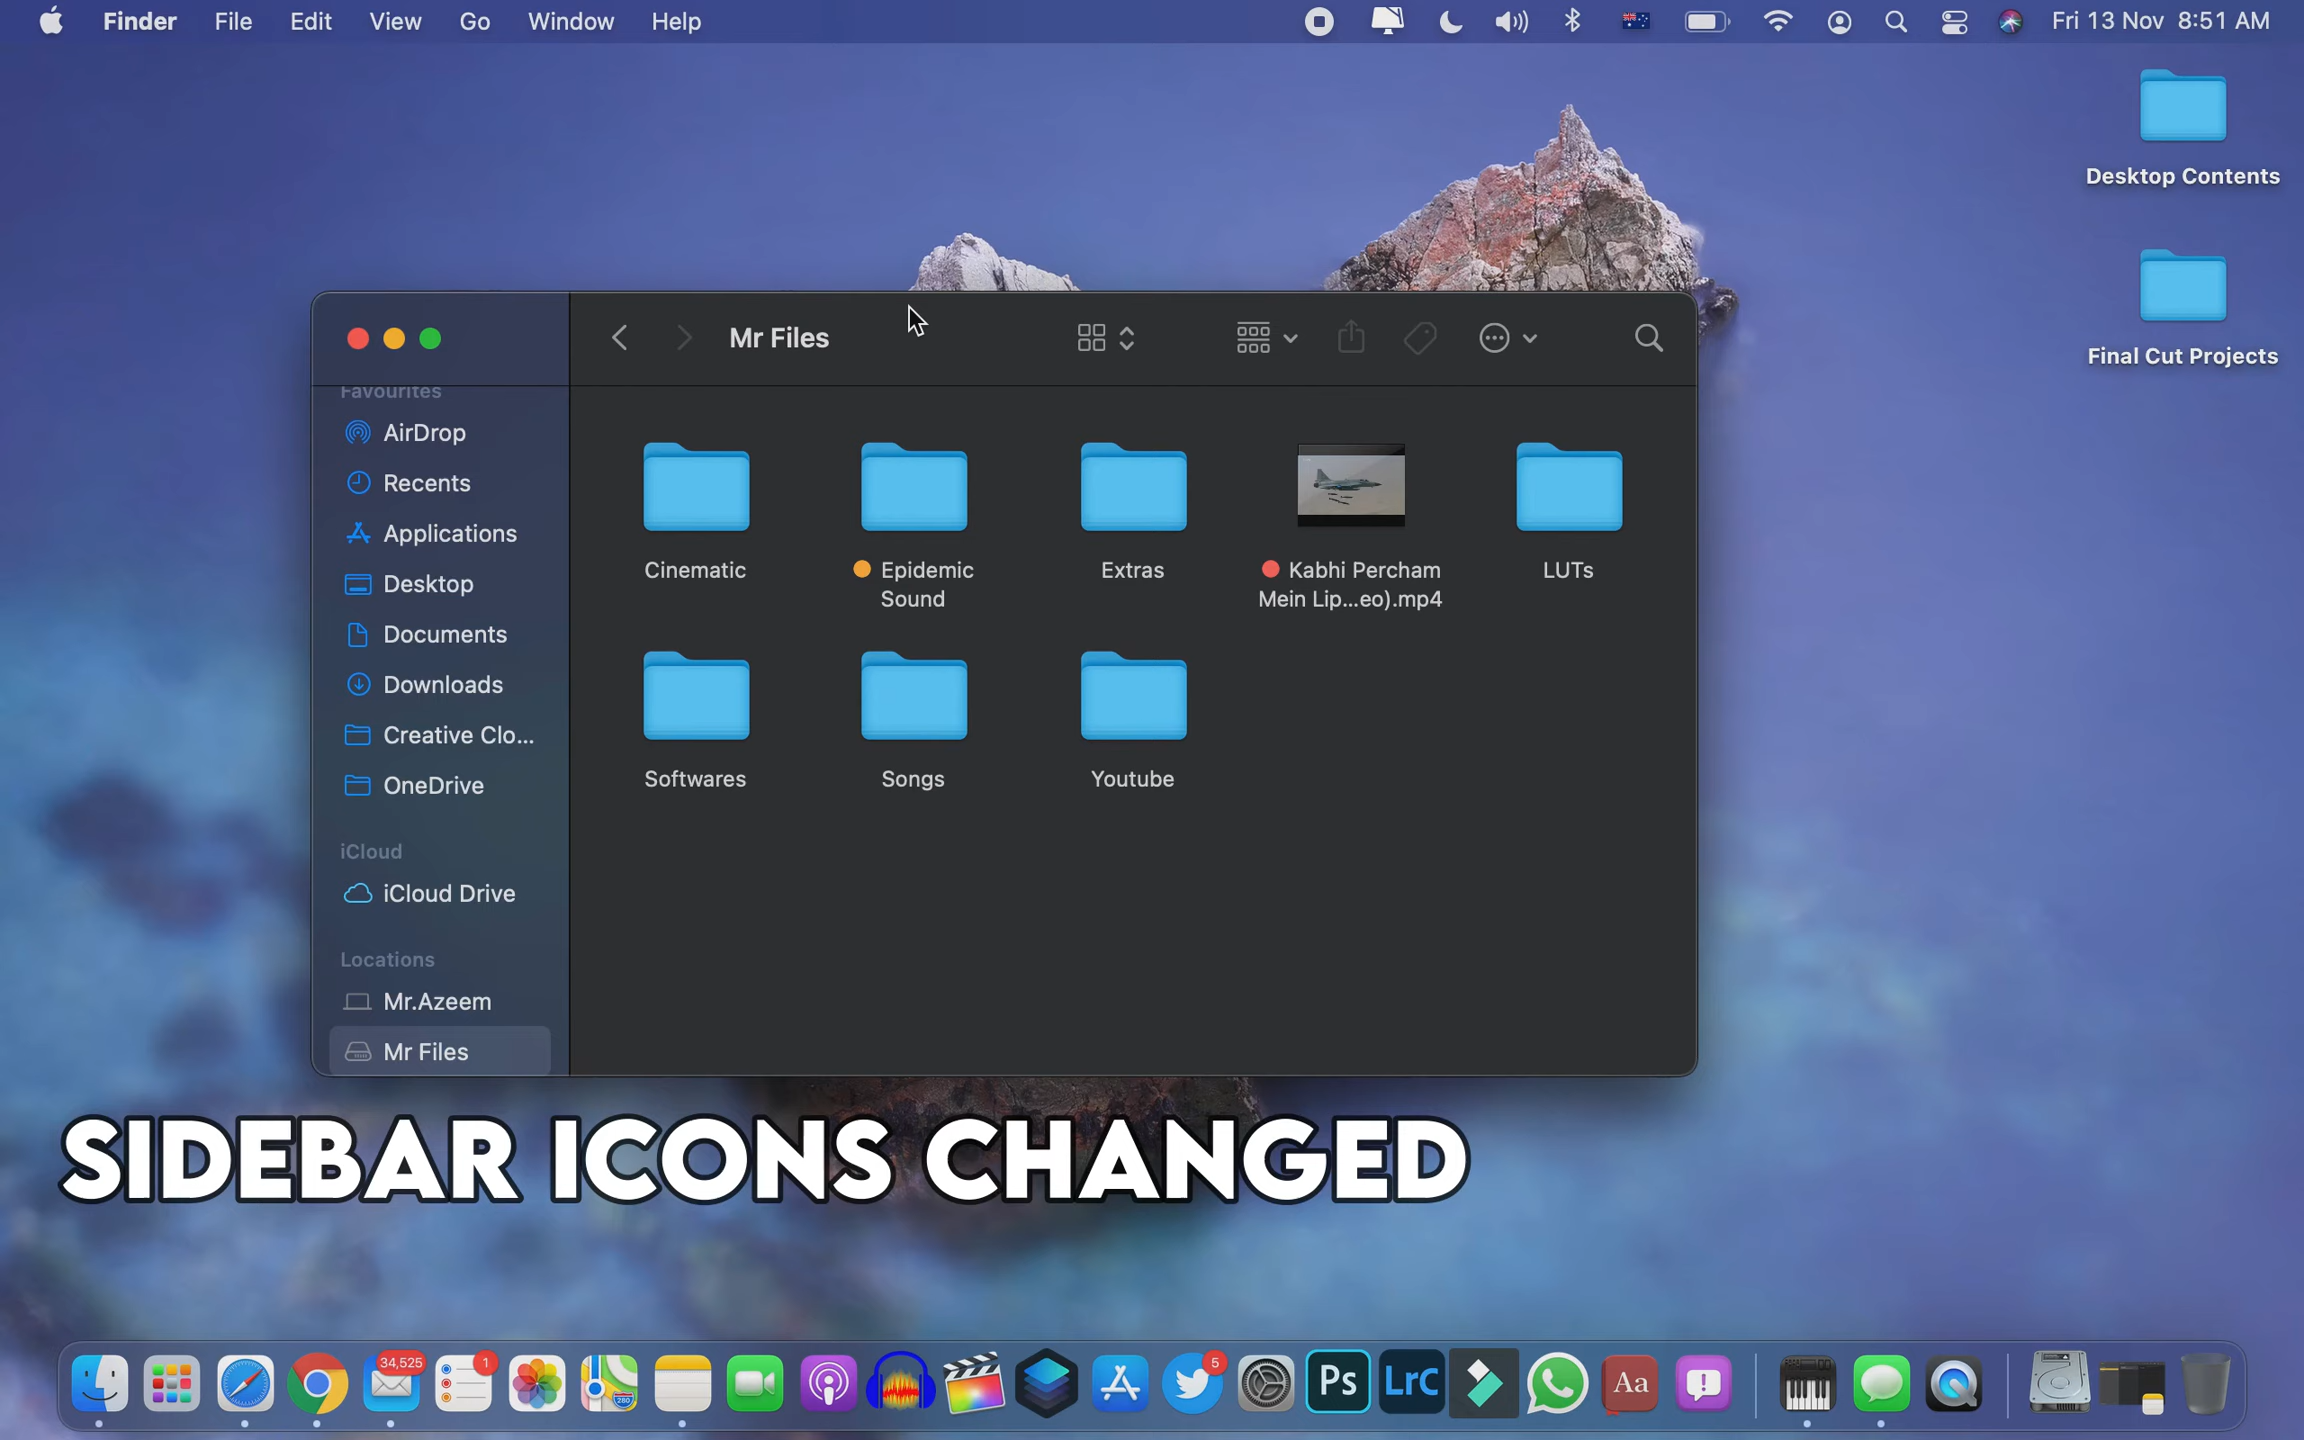 Finder File Edit View Go Window Help Fri 13 Nov 8:51 AM
Desktop Contents
Final Cut Projects
Mr Files
Favourites
AirDrop
Recents
Applications
Desktop
Documents
Downloads
Creative Clo...
OneDrive
iCloud
iCloud Drive
Locations
Mr.Azeem
Mr Files
Cinematic
Epidemic
Sound
Extras
Kabhi Percham
Mein Lip...eo).mp4
LUTs
Softwares
Songs
Youtube
SIDEBAR ICONS CHANGED
34,525
1
280
5
Ps
LrC
Aa